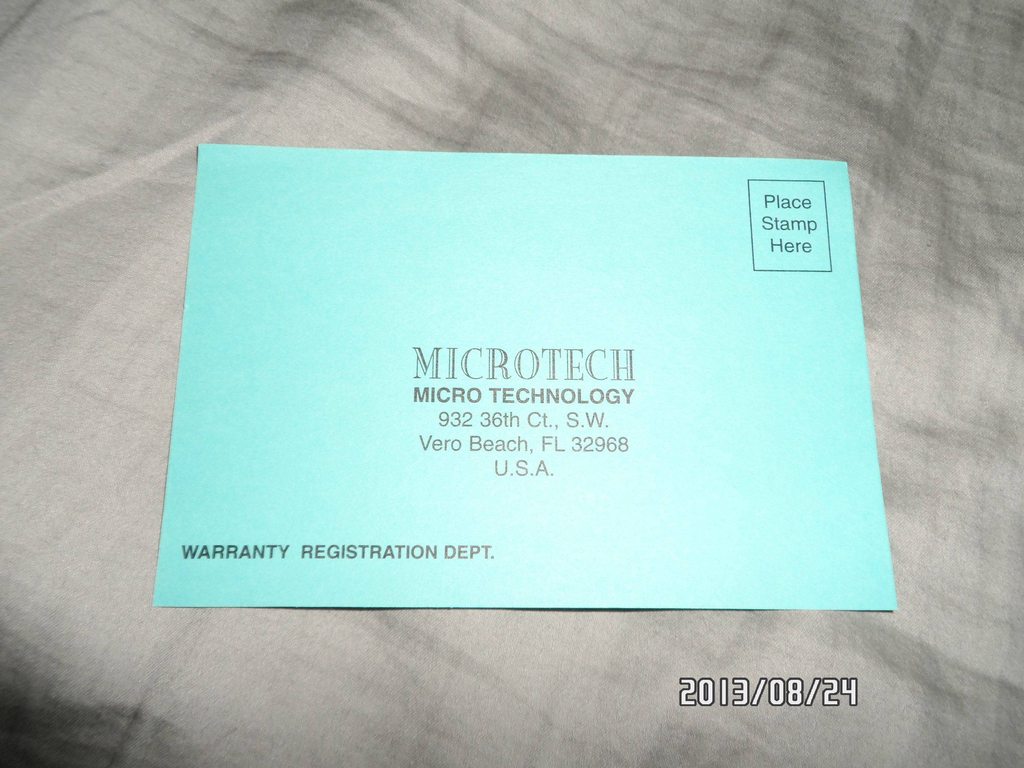 Place
Stamp
Here
MICROTECH
MICRO TECHNOLOGY
932 36th Ct., S.W.
Vero Beach, FL 32968
U.S.A.
WARRANTY REGISTRATION DEPT.
2013/08/24